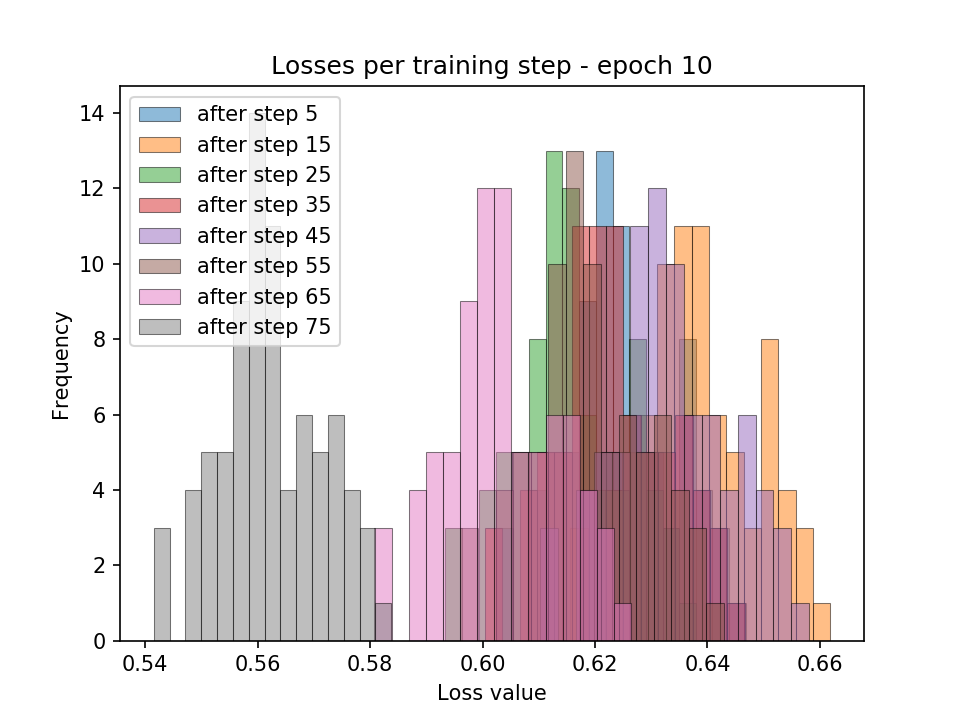 Losses per training step - epoch 10
14
12
10
8
6
4
2
0
Frequency
after step 5
after step 15
after step 25
after step 35
after step 45
after step 55
after step 65
after step 75
0.54 0.56 0.58 0.60 0.62 0.64 0.66
Loss value